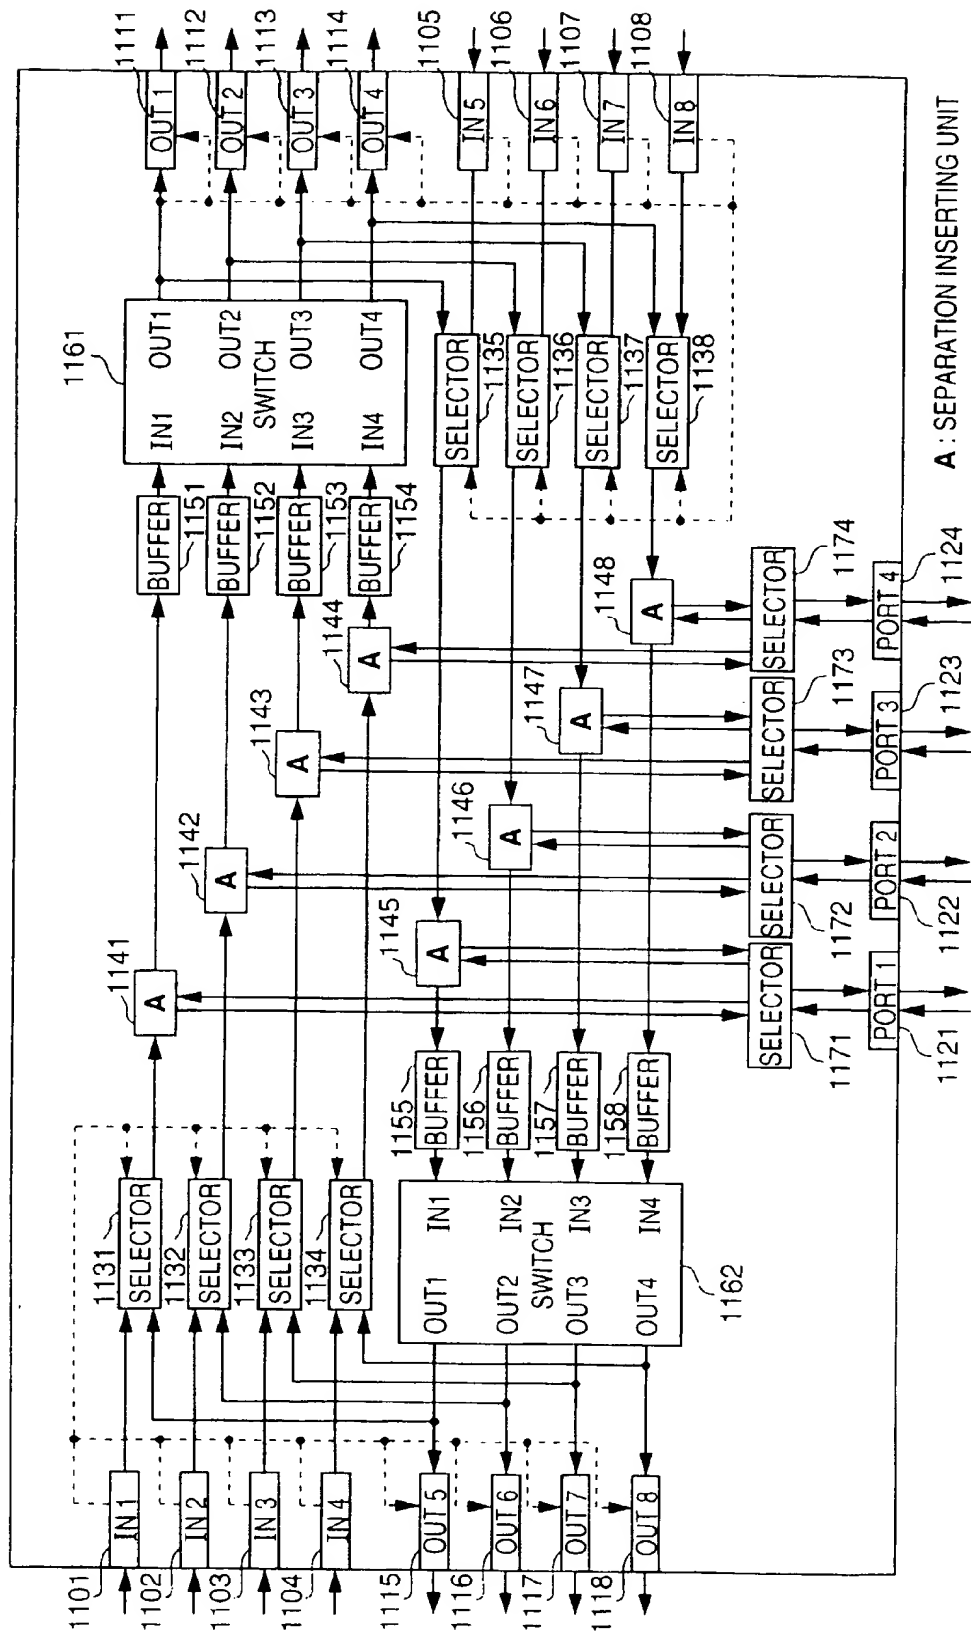 1101
IN 1
1102
IN 2
1103
IN 3
1104
IN 4
1115
OUT 5
1116
OUT 6
1117
OUT 7
1118
OUT 8
1131
SELECTOR
1132
SELECTOR
1133
SELECTOR
1134
SELECTOR
1141
A
1142
A
1143
A
1144
A
BUFFER
1151
BUFFER
1152
BUFFER
1153
BUFFER
1154
1161
IN1 OUT1
IN2 OUT2
SWITCH
IN3 OUT3
IN4 OUT4
1111
OUT 1
1112
OUT 2
1113
OUT 3
1114
OUT 4
1105
IN 5
1106
IN 6
1107
IN 7
1108
IN 8
SELECTOR
1135
SELECTOR
1136
SELECTOR
1137
SELECTOR
1138
1145
A
1146
A
1147
A
1148
A
1155
BUFFER
1156
BUFFER
1157
BUFFER
1158
BUFFER
OUT1 IN1
OUT2 IN2
SWITCH
OUT3 IN3
OUT4 IN4
1162
SELECTOR
1171
SELECTOR
1172
SELECTOR
1173
SELECTOR
1174
PORT 1
1121
PORT 2
1122
PORT 3
1123
PORT 4
1124
A : SEPARATION INSERTING UNIT